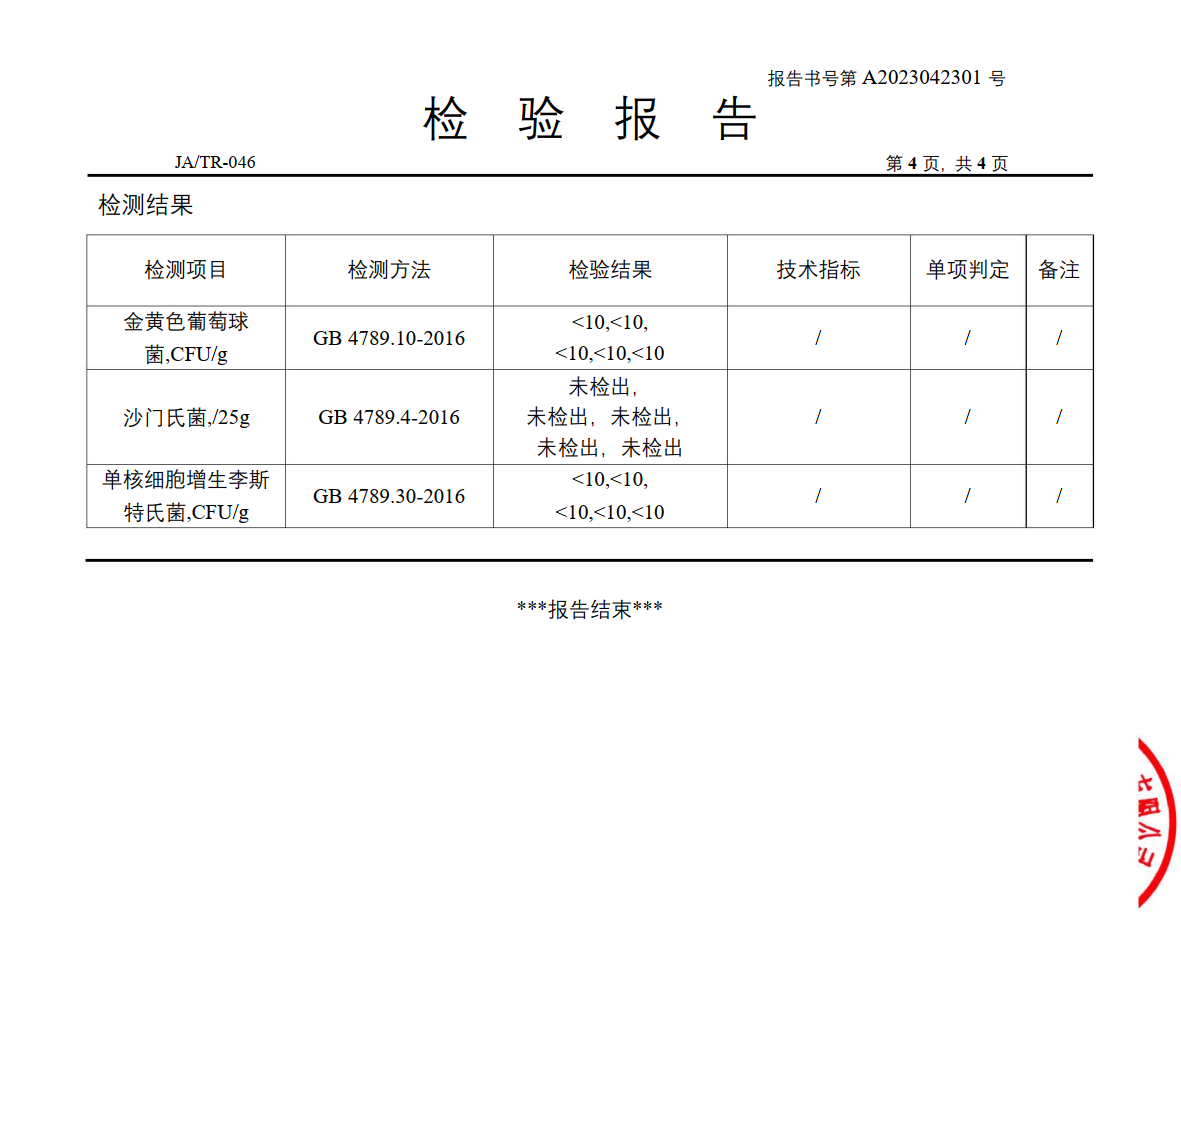 报告书号第 A2023042301 号
检 验 报 告
JA/TR-046
第 4 页, 共 4 页
检测结果
检测项目 检测方法 检验结果 技术指标 单项判定 备注
金黄色葡萄球
菌,CFU/g
GB 4789.10-2016
<10,<10,
<10,<10,<10
/ / /
沙门氏菌,/25g
GB 4789.4-2016
未检出,
未检出, 未检出,
未检出, 未检出
/ / /
单核细胞增生李斯
特氏菌,CFU/g
GB 4789.30-2016
<10,<10,
<10,<10,<10
/ / /
***报告结束***